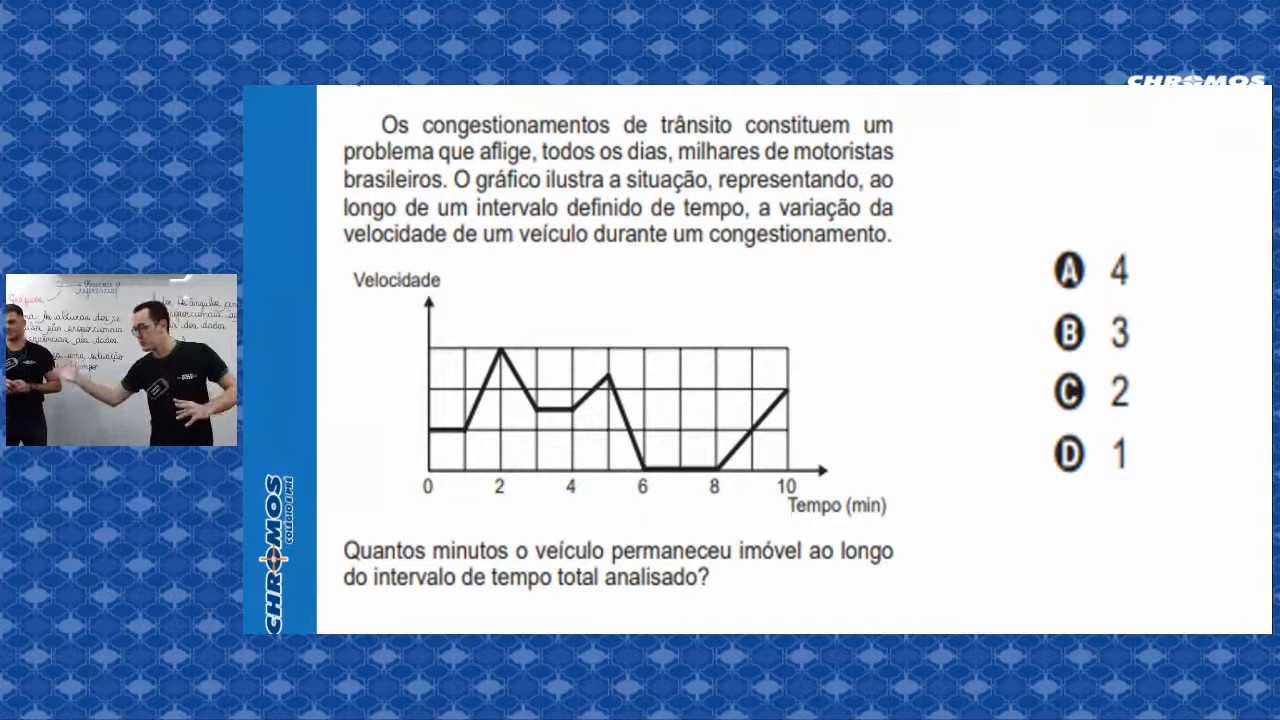 CHROMOS
Os congestionamentos de trânsito constituem um
problema que aflige, todos os dias, milhares de motoristas
brasileiros. O gráfico ilustra a situação, representando, ao
longo de um intervalo definido de tempo, a variação da
velocidade de um veículo durante um congestionamento.
Velocidade
0 2 4 6 8 10
Tempo (min)
Quantos minutos o veículo permaneceu imóvel ao longo
do intervalo de tempo total analisado?
A 4
B 3
C 2
D 1
CHROMOS
COLÉGIO E PRÉ